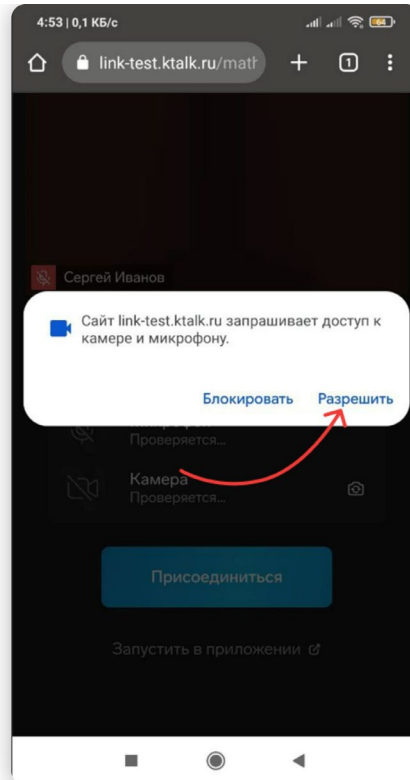 4:53 | 0,1 КБ/с
64
link-test.ktalk.ru/math
1
Сергей Иванов
Сайт link-test.ktalk.ru запрашивает доступ к
камере и микрофону.
Блокировать Разрешить
Проверяется...
Камера
Проверяется...
Присоединиться
Запустить в приложении